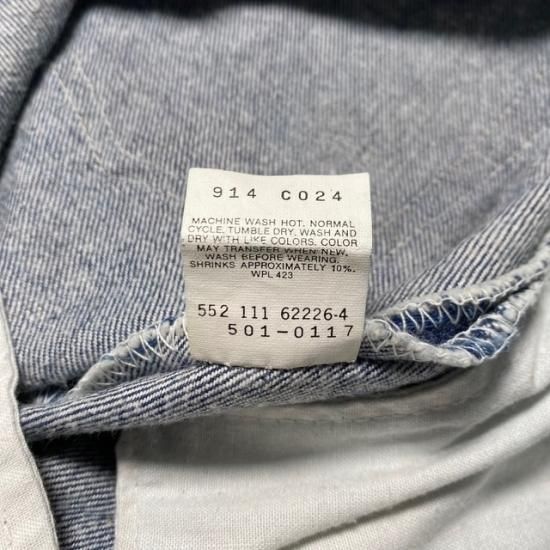 914 C024
MACHINE WASH HOT. NORMAL
CYCLE. TUMBLE DRY. WASH AND
DRY WITH LIKE COLORS. COLOR
MAY TRANSFER WHEN NEW.
WASH BEFORE WEARING.
SHRINKS APPROXIMATELY 10%.
WPL 423
552 111 62226-4
501-0117